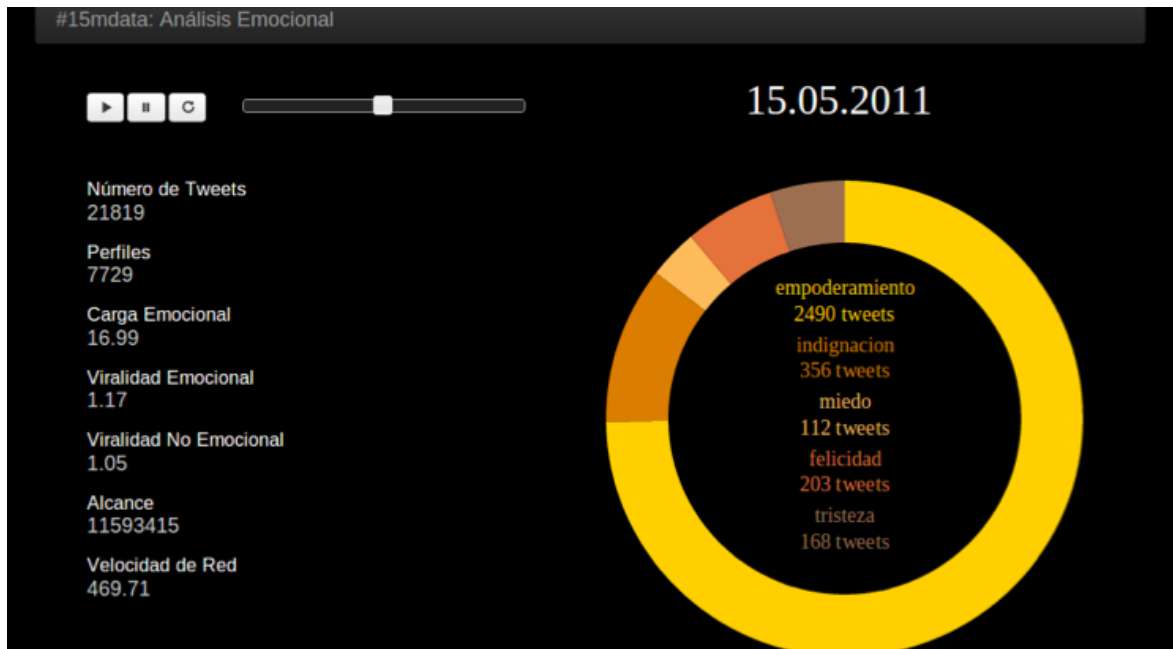 #15mdata: Análisis Emocional
15.05.2011
Número de Tweets
21819
Perfiles
7729
Carga Emocional
16.99
Viralidad Emocional
1.17
Viralidad No Emocional
1.05
Alcance
11593415
Velocidad de Red
469.71
empoderamiento
2490 tweets
indignacion
356 tweets
miedo
112 tweets
felicidad
203 tweets
tristeza
168 tweets